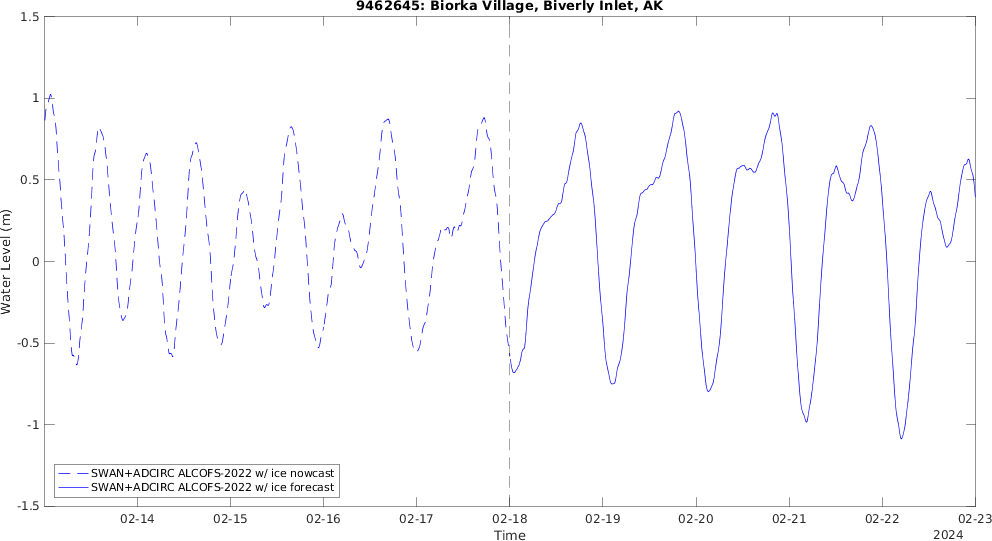 9462645: Biorka Village, Biverly Inlet, AK
1.5
1
0.5
0
-0.5
-1
-1.5
Water Level (m)
SWAN+ADCIRC ALCOFS-2022 w/ ice nowcast
SWAN+ADCIRC ALCOFS-2022 w/ ice forecast
02-14 02-15 02-16 02-17 02-18 02-19 02-20 02-21 02-22 02-23
Time
2024